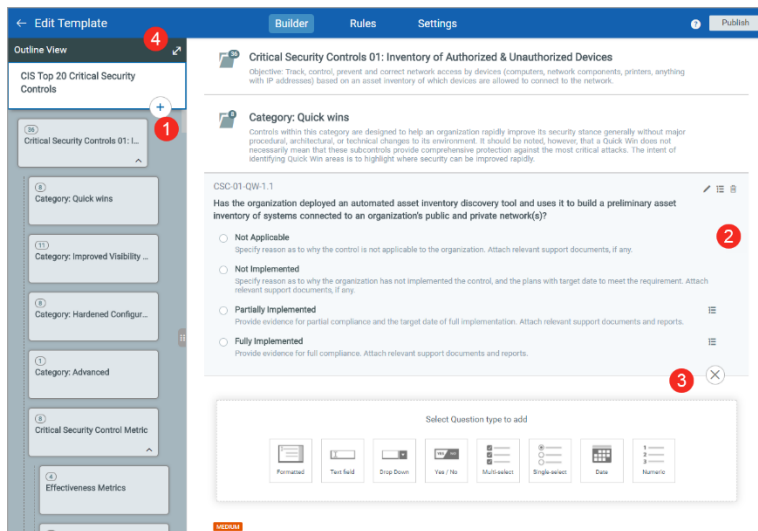 Edit Template
Builder
Rules
Settings
?
Publish
Outline View
4
CIS Top 20 Critical Security
Controls
+
1
36
Critical Security Controls 01: I...
8
Category: Quick wins
11
Category: Improved Visibility ...
8
Category: Hardened Configur...
1
Category: Advanced
8
Critical Security Control Metric
4
Effectiveness Metrics
36
Critical Security Controls 01: Inventory of Authorized & Unauthorized Devices
Objective: Track, control, prevent and correct network access by devices (computers, network components, printers, anything
with IP addresses) based on an asset inventory of which devices are allowed to connect to the network.
8
Category: Quick wins
Controls within this category are designed to help an organization rapidly improve its security stance generally without major
procedural, architectural, or technical changes to its environment. It should be noted, however, that a Quick Win does not
necessarily mean that these subcontrols provide comprehensive protection against the most critical attacks. The intent of
identifying Quick Win areas is to highlight where security can be improved rapidly.
CSC-01-QW-1.1
Has the organization deployed an automated asset inventory discovery tool and uses it to build a preliminary asset
inventory of systems connected to an organization's public and private network(s)?
2
Not Applicable
Specify reason as to why the control is not applicable to the organization. Attach relevant support documents, if any.
Not Implemented
Specify reason as to why the organization has not implemented the control, and the plans with target date to meet the requirement. Attach
relevant support documents, if any.
Partially Implemented
Provide evidence for partial compliance and the target date of full implementation. Attach relevant support documents and reports.
Fully Implemented
Provide evidence for full compliance. Attach relevant support documents and reports.
3
Select Question type to add
YES / NO
Formatted
Text field
Drop Down
Yes / No
Multi-select
Single-select
Date
Numeric
MEDIUM